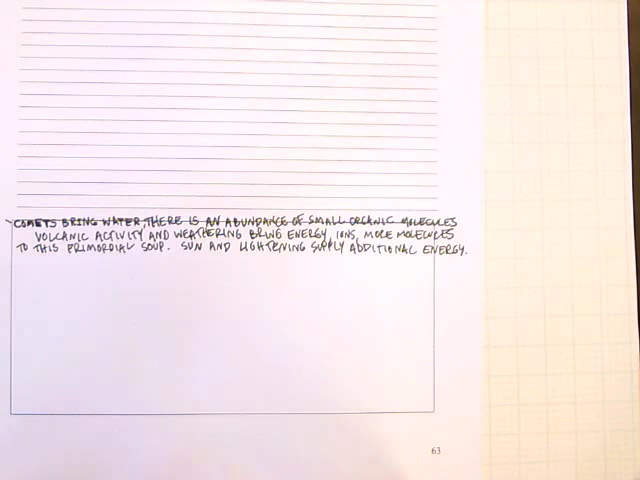 COMETS BRING WATER, THERE IS AN ABUNDANCE OF SMALL ORGANIC MOLECULES
VOLCANIC ACTIVITY AND WEATHERING BRING ENERGY, IONS, MORE MOLECULES
TO THIS PRIMORDIAL SOUP. SUN AND LIGHTENING SUPPLY ADDITIONAL ENERGY.
63